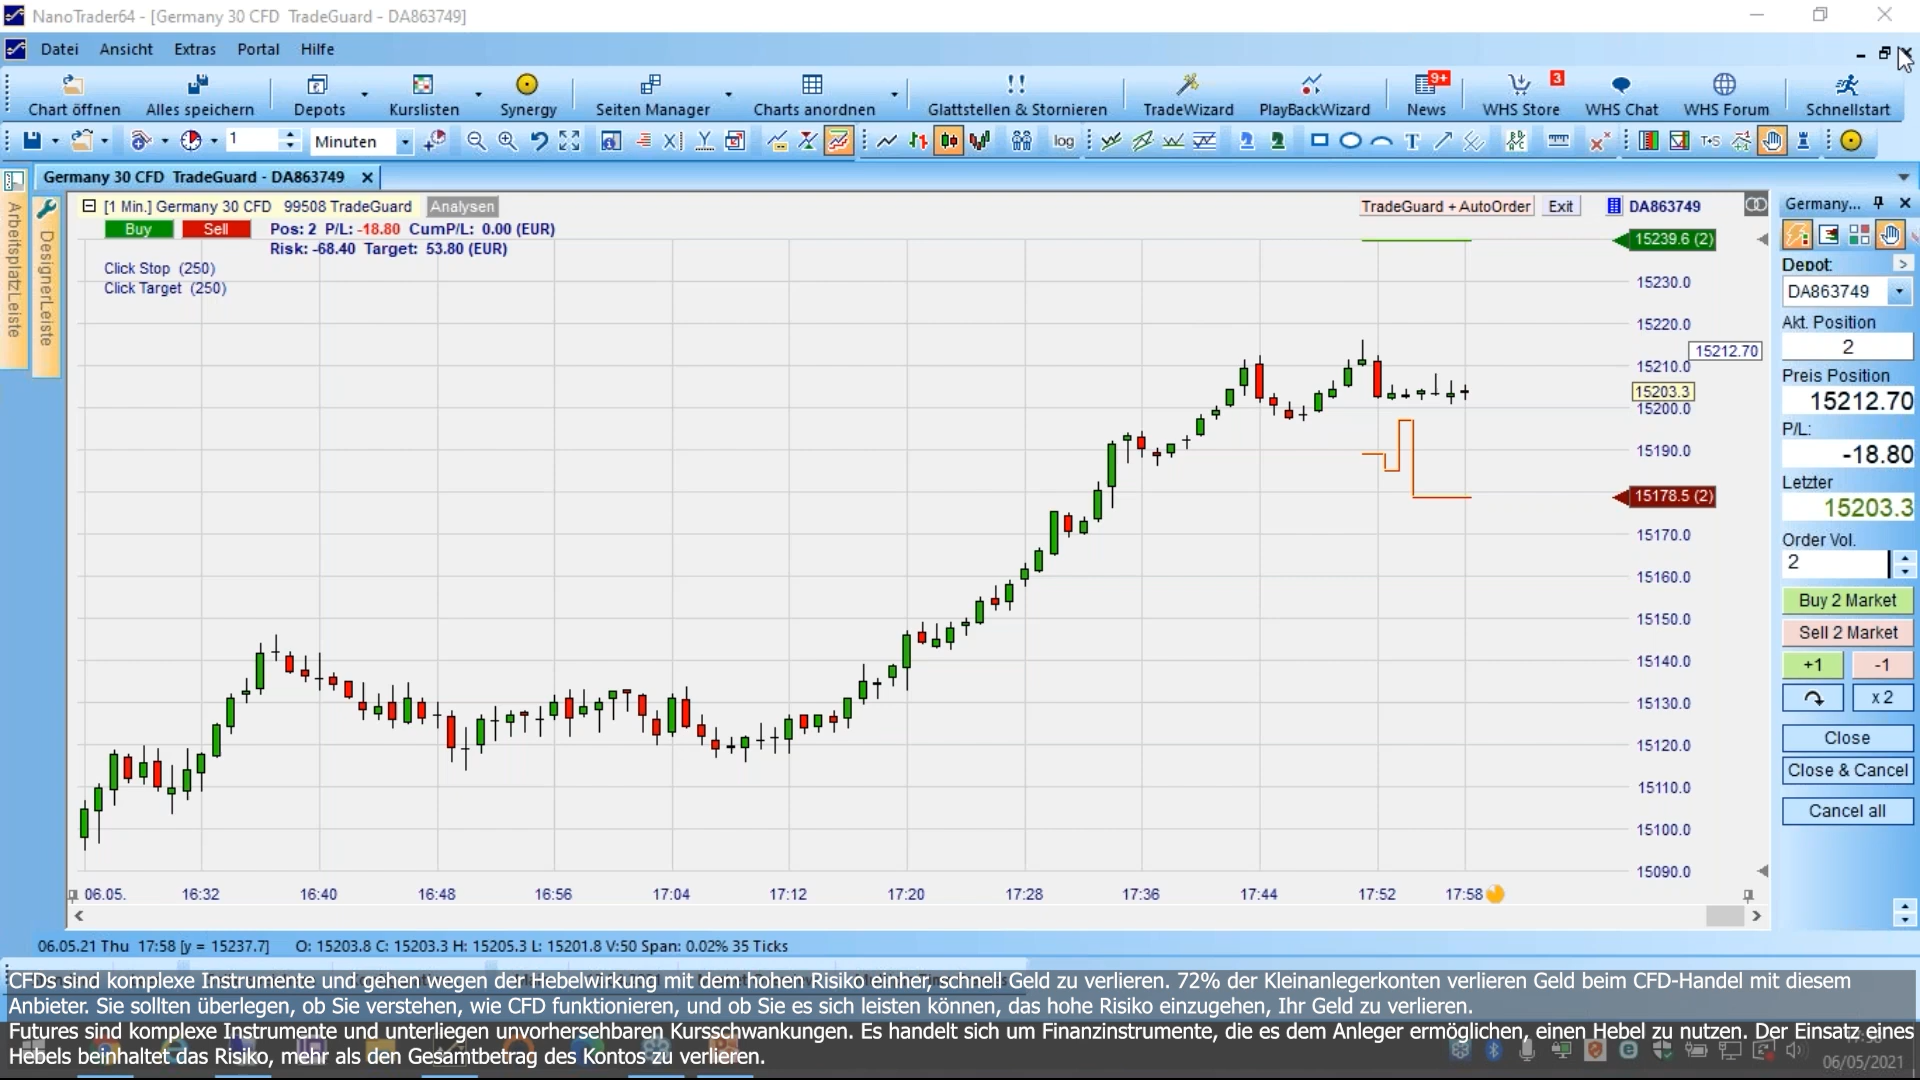 NanoTrader64 - [Germany 30 CFD  TradeGuard - DA863749]
Datei Ansicht Extras Portal Hilfe
Chart öffnen Alles speichern Depots Kurslisten Synergy Seiten Manager Charts anordnen Glattstellen & Stornieren TradeWizard PlayBackWizard News 9+ WHS Store 3 WHS Chat WHS Forum Schnellstart
1 Minuten log T T+S
Germany 30 CFD  TradeGuard - DA863749
ArbeitsplatzLeiste
DesignerLeiste
[1 Min.] Germany 30 CFD  99508 TradeGuard Analysen
TradeGuard + AutoOrder Exit DA863749
Buy Sell Pos: 2  P/L: -18.80  CumP/L:  0.00 (EUR)
Risk: -68.40  Target:  53.80 (EUR)
Click Stop  (250)
Click Target  (250)
15239.6 (2)
15230.0
15220.0
15212.70
15210.0
15203.3
15200.0
15190.0
15178.5 (2)
15170.0
15160.0
15150.0
15140.0
15130.0
15120.0
15110.0
15100.0
15090.0
06.05. 16:32 16:40 16:48 16:56 17:04 17:12 17:20 17:28 17:36 17:44 17:52 17:58
Germany...
Depot:
DA863749
Akt. Position
2
Preis Position
15212.70
P/L:
-18.80
Letzter
15203.3
Order Vol.
2
Buy 2 Market
Sell 2 Market
+1 -1
x 2
Close
Close & Cancel
Cancel all
06.05.21 Thu  17:58 [y = 15237.7] O: 15203.8 C: 15203.3 H: 15205.3 L: 15201.8 V:50 Span: 0.02% 35 Ticks
CFDs sind komplexe Instrumente und gehen wegen der Hebelwirkung mit dem hohen Risiko einher, schnell Geld zu verlieren. 72% der Kleinanlegerkonten verlieren Geld beim CFD-Handel mit diesem
Anbieter. Sie sollten überlegen, ob Sie verstehen, wie CFD funktionieren, und ob Sie es sich leisten können, das hohe Risiko einzugehen, Ihr Geld zu verlieren.
Futures sind komplexe Instrumente und unterliegen unvorhersehbaren Kursschwankungen. Es handelt sich um Finanzinstrumente, die es dem Anleger ermöglichen, einen Hebel zu nutzen. Der Einsatz eines
Hebels beinhaltet das Risiko, mehr als den Gesamtbetrag des Kontos zu verlieren.
06/05/2021